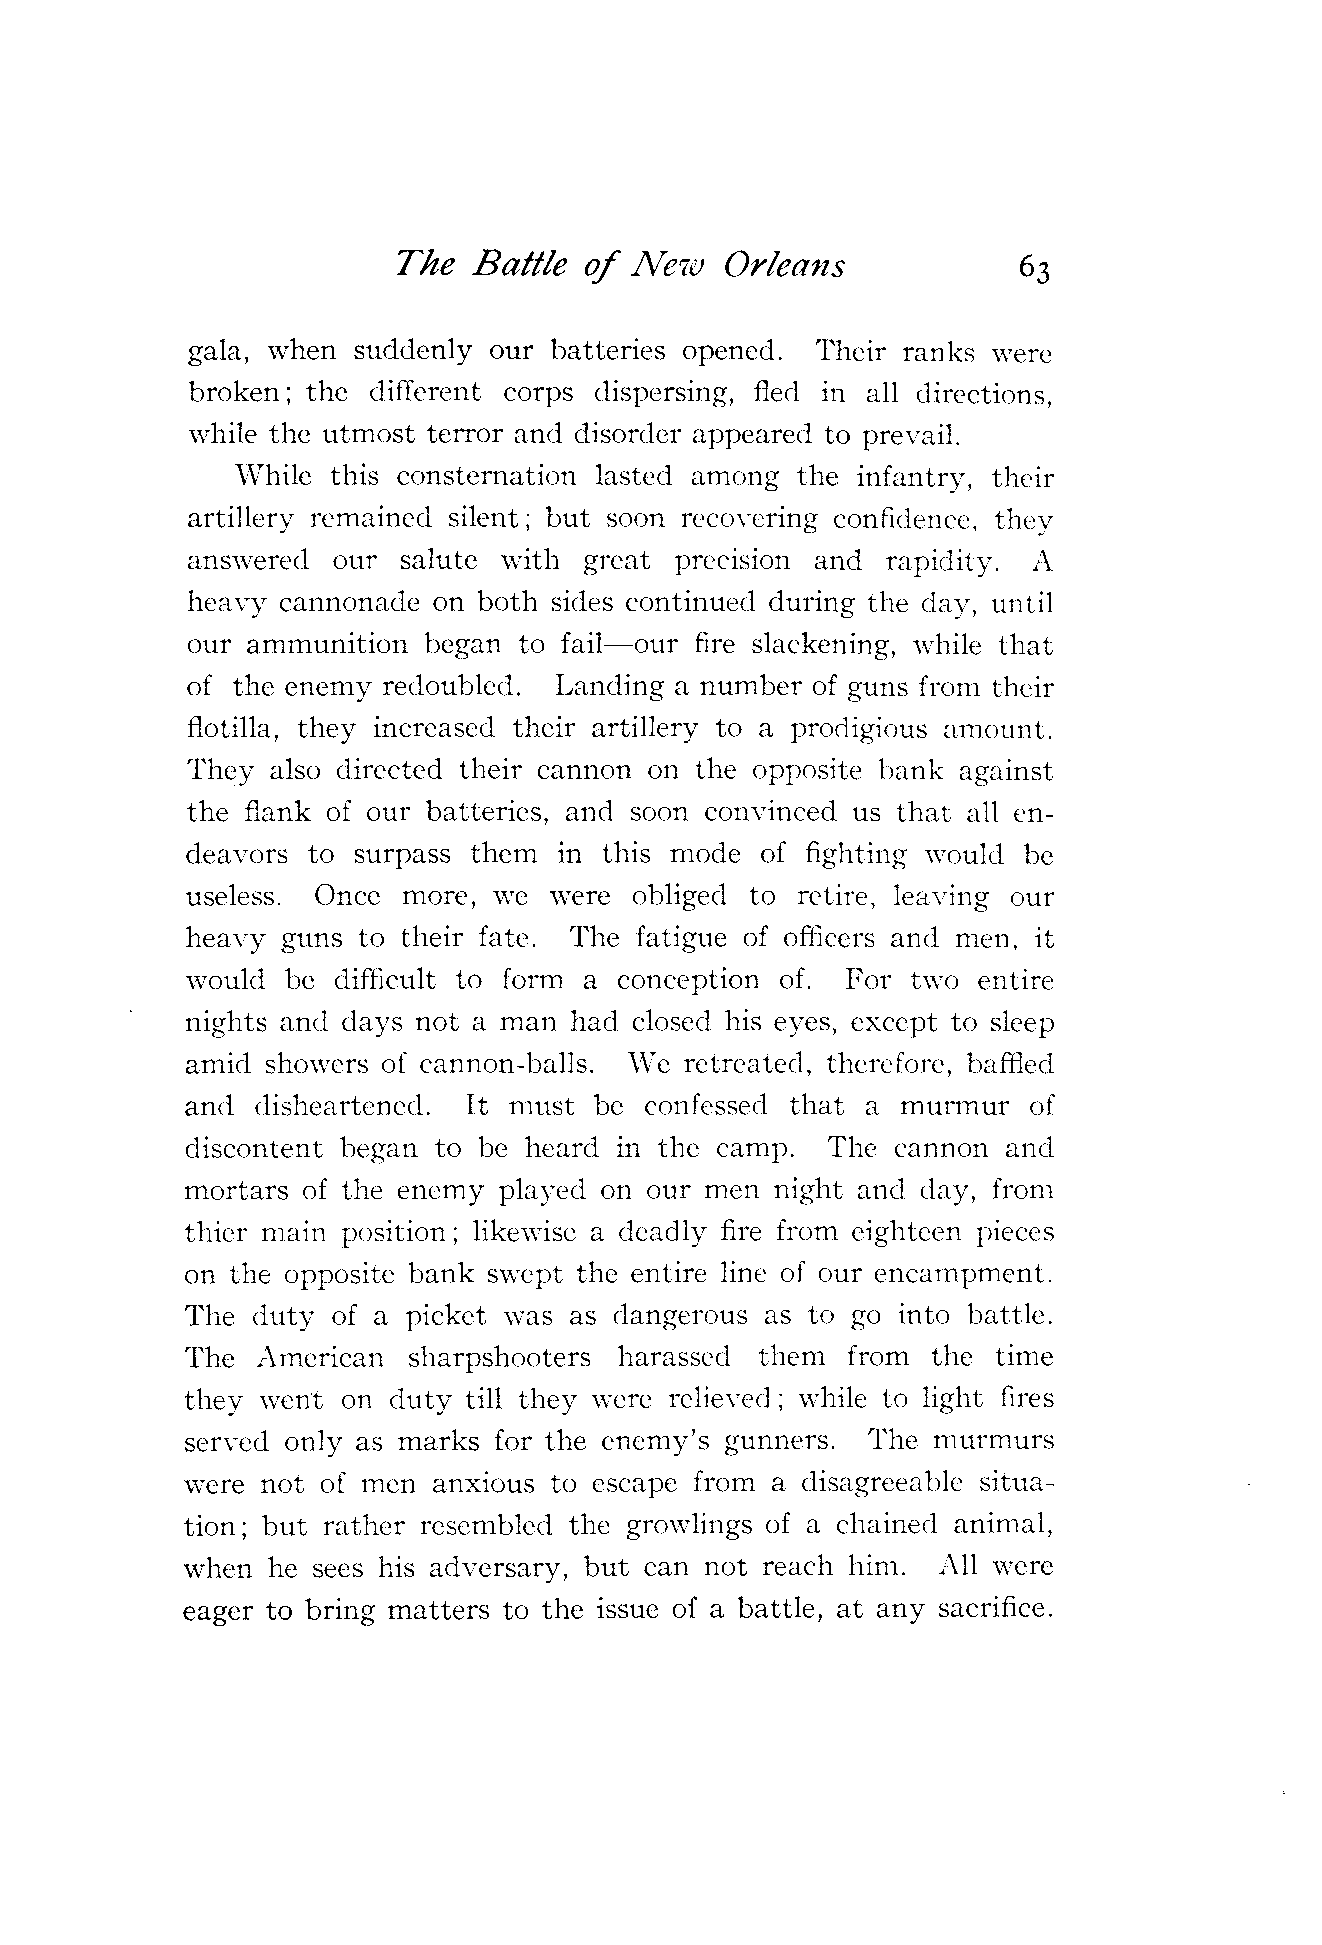 The Battle of New Orleans 63
gala, when suddenly our batteries opened. Their ranks were
broken; the different corps dispersing, fled in all directions,
while the utmost terror and disorder appeared to prevail.
While this consternation lasted among the infantry, their
artillery remained silent; but soon recovering confidence, they
answered our salute with great precision and rapidity. A
heavy cannonade on both sides continued during the day, until
our ammunition began to fail—our fire slackening, while that
of the enemy redoubled. Landing a number of guns from their
flotilla, they increased their artillery to a prodigious amount.
They also directed their cannon on the opposite bank against
the flank of our batteries, and soon convinced us that all en-
deavors to surpass them in this mode of fighting would be
useless. Once more, we were obliged to retire, leaving our
heavy guns to their fate. The fatigue of officers and men, it
would be difficult to form a conception of. For two entire
nights and days not a man had closed his eyes, except to sleep
amid showers of cannon-balls. We retreated, therefore, baffled
and disheartened. It must be confessed that a murmur of
discontent began to be heard in the camp. The cannon and
mortars of the enemy played on our men night and day, from
thier main position; likewise a deadly fire from eighteen pieces
on the opposite bank swept the entire line of our encampment.
The duty of a picket was as dangerous as to go into battle.
The American sharpshooters harassed them from the time
they went on duty till they were relieved; while to light fires
served only as marks for the enemy's gunners. The murmurs
were not of men anxious to escape from a disagreeable situa-
tion; but rather resembled the growlings of a chained animal,
when he sees his adversary, but can not reach him. All were
eager to bring matters to the issue of a battle, at any sacrifice.